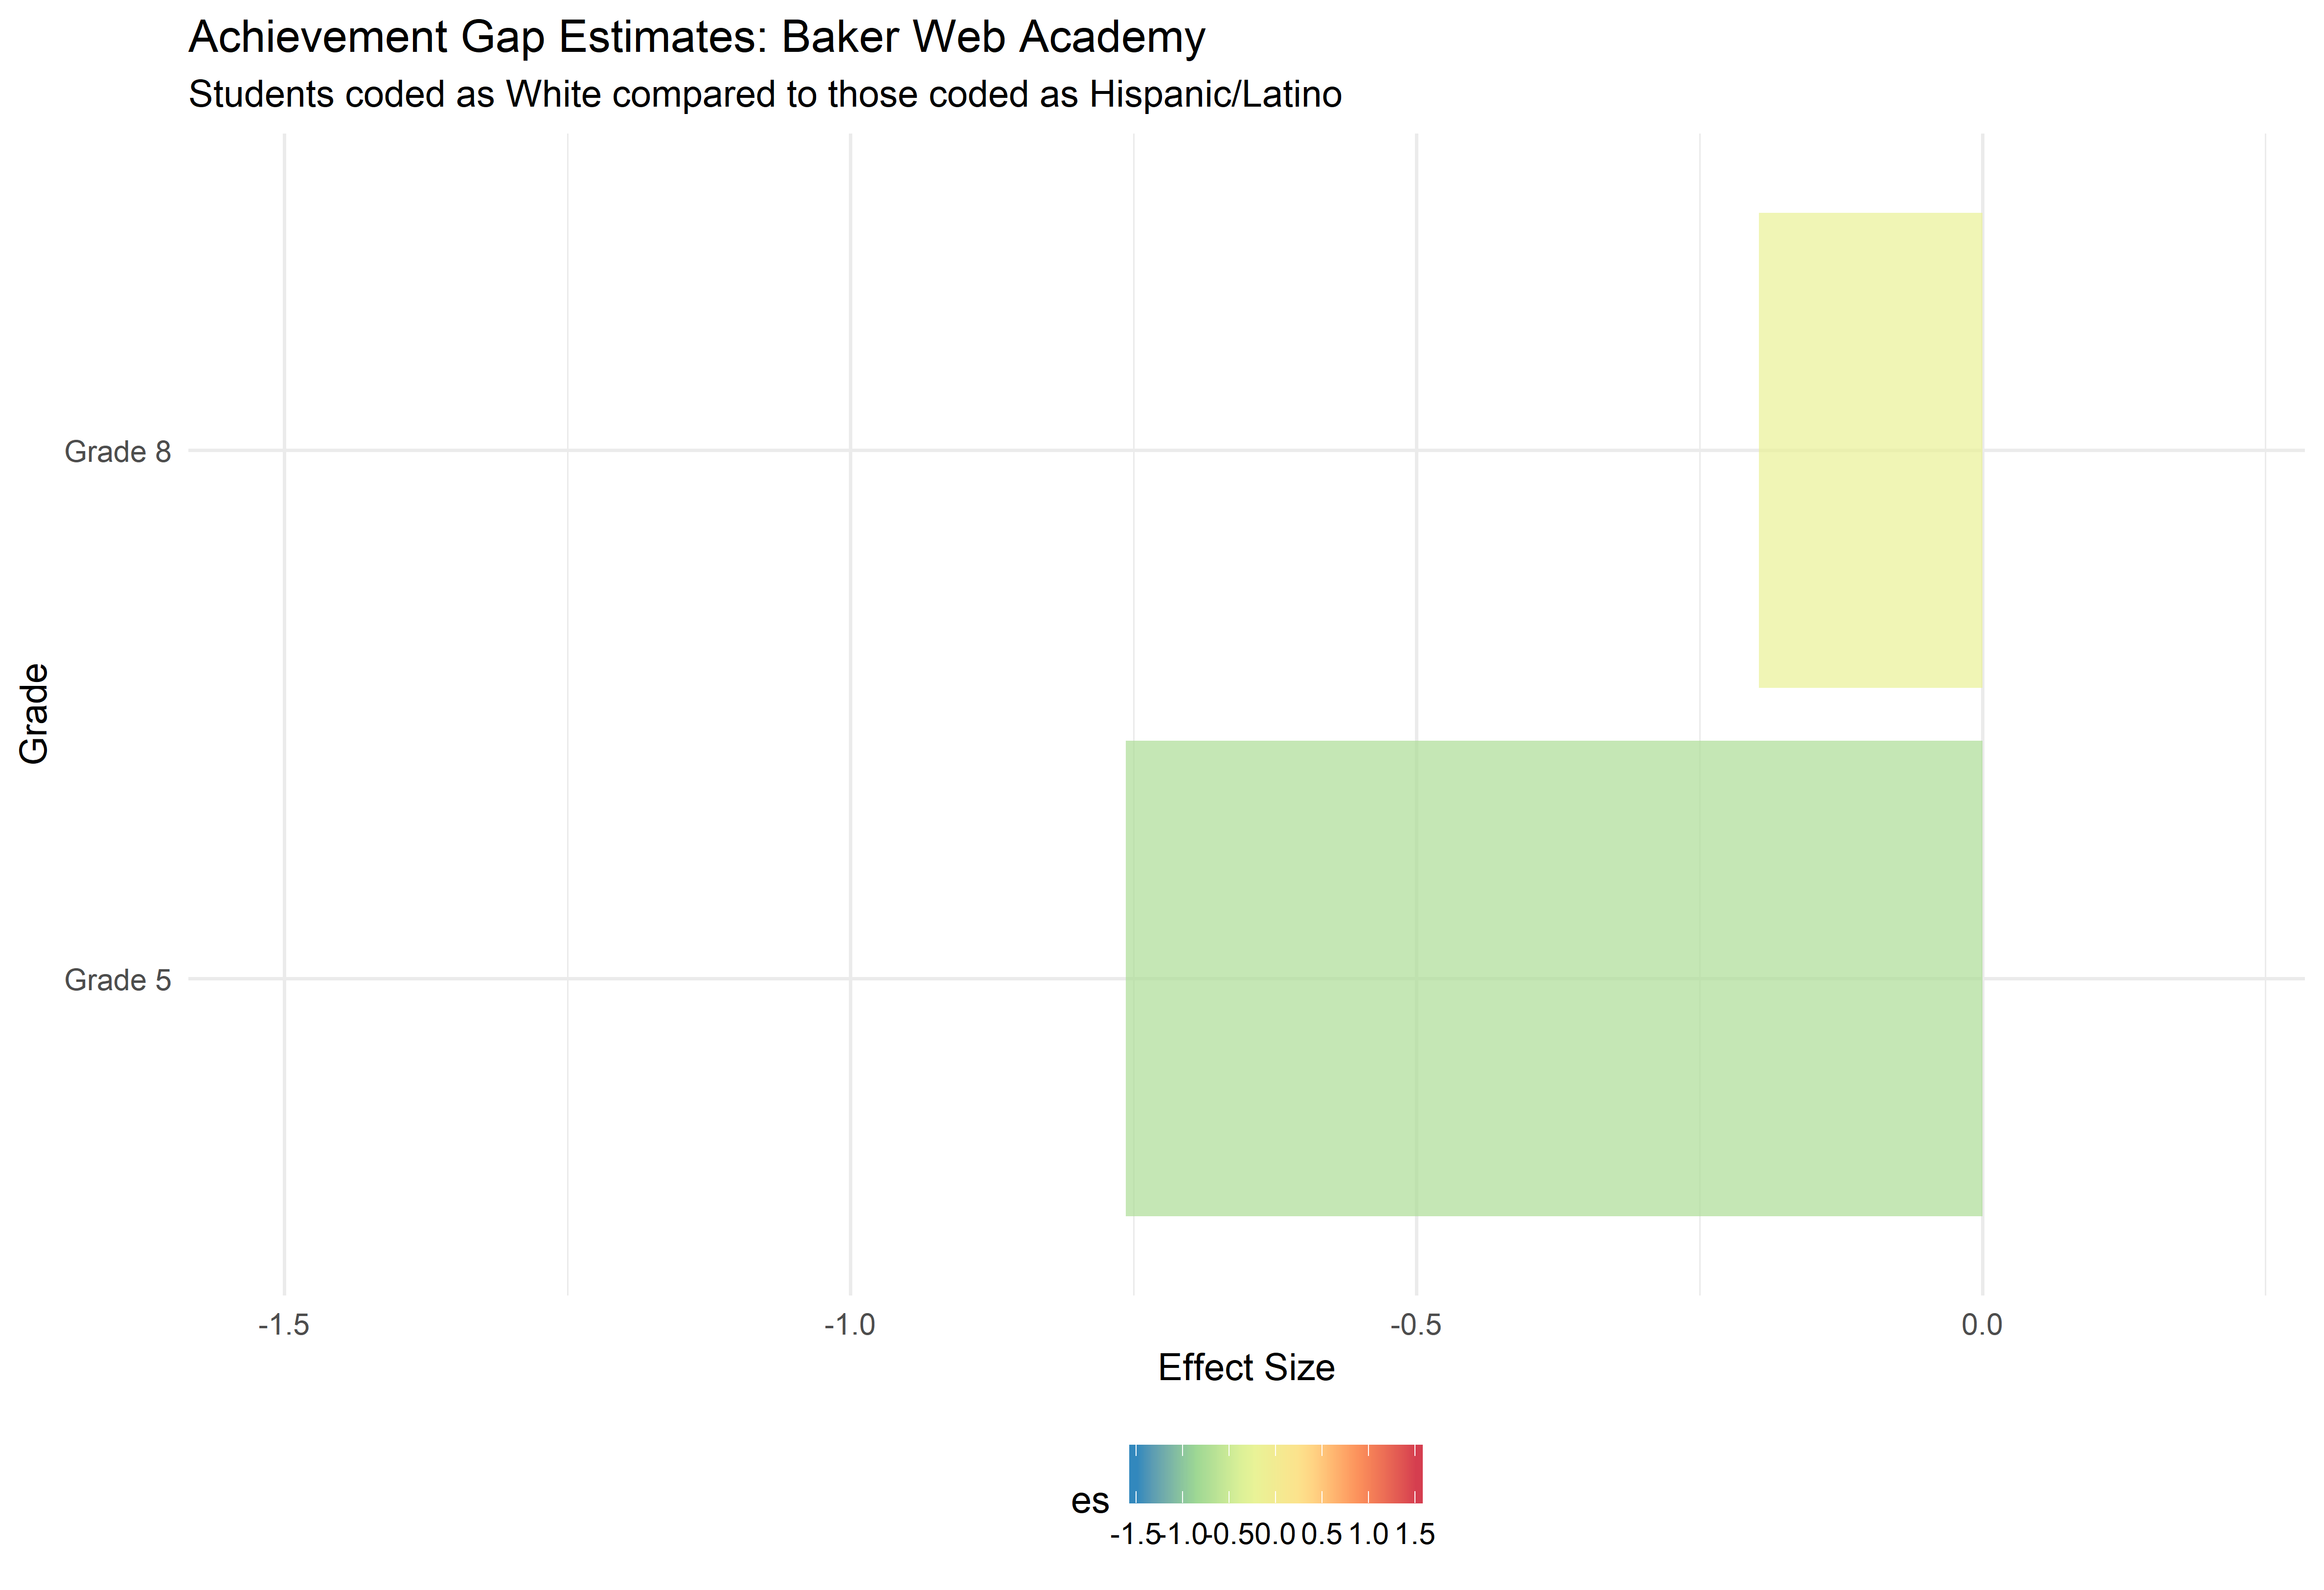 Achievement Gap Estimates: Baker Web Academy
Students coded as White compared to those coded as Hispanic/Latino
Grade
Grade 8
Grade 5
-1.5 -1.0 -0.5 0.0
Effect Size
es
-1.5 -1.0 -0.5 0.0 0.5 1.0 1.5